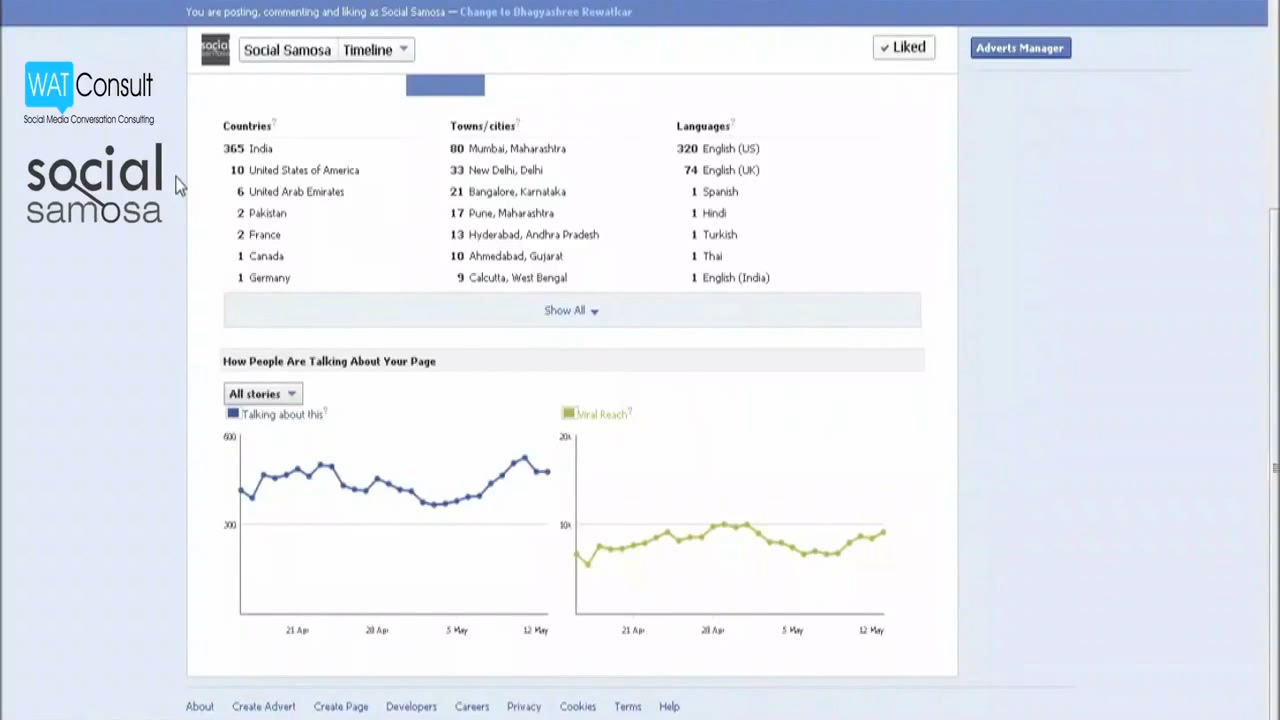 You are posting, commenting and liking as Social Samosa — Change to Bhagyashree Rewatkar
social samosa
Social Samosa Timeline
Liked
Adverts Manager
WAT Consult
Social Media Conversation Consulting
social
samosa
Countries?
365 India
10 United States of America
6 United Arab Emirates
2 Pakistan
2 France
1 Canada
1 Germany
Towns/cities?
80 Mumbai, Maharashtra
33 New Delhi, Delhi
21 Bangalore, Karnataka
17 Pune, Maharashtra
13 Hyderabad, Andhra Pradesh
10 Ahmedabad, Gujarat
9 Calcutta, West Bengal
Languages?
320 English (US)
74 English (UK)
1 Spanish
1 Hindi
1 Turkish
1 Thai
1 English (India)
Show All
How People Are Talking About Your Page
All stories
Talking about this?
600
300
21 Apr 28 Apr 5 May 12 May
Viral Reach?
20k
10k
21 Apr 28 Apr 5 May 12 May
About Create Advert Create Page Developers Careers Privacy Cookies Terms Help